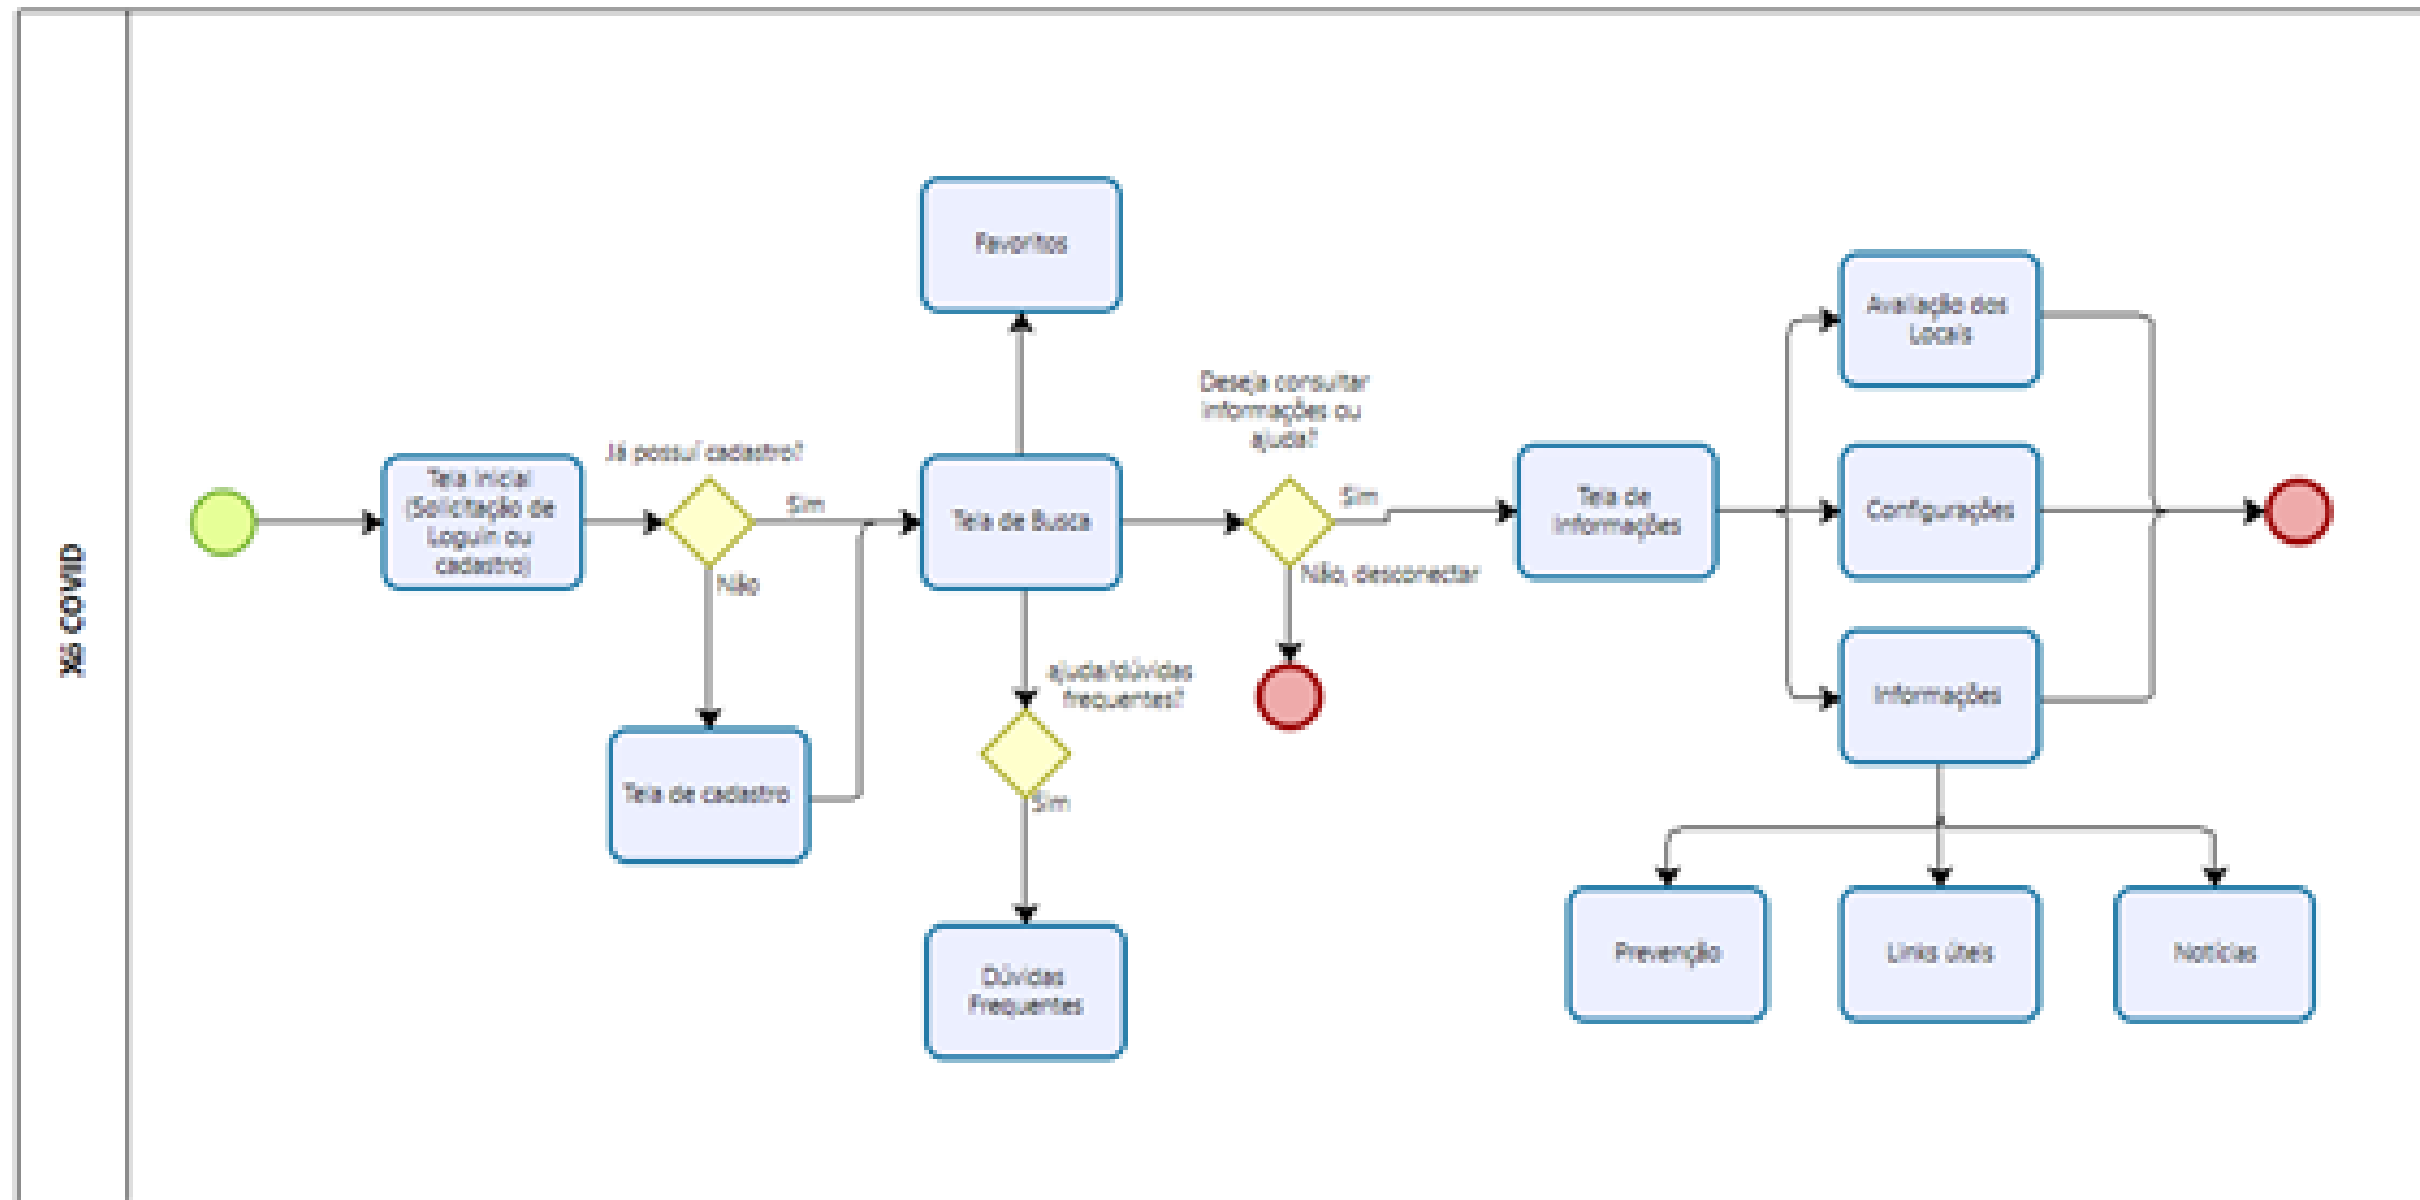 Xô COVID
Tela Inicial
(Solicitação de
Loguin ou
cadastro)
Já possuí cadastro?
Sim
Não
Tela de cadastro
Favoritos
Tela de Busca
ajuda/dúvidas
frequentes?
Sim
Dúvidas
Frequentes
Deseja consultar
informações ou
ajuda?
Sim
Não, desconectar
Tela de
Informações
Avaliação dos
Locais
Configurações
Informações
Prevenção
Links úteis
Notícias